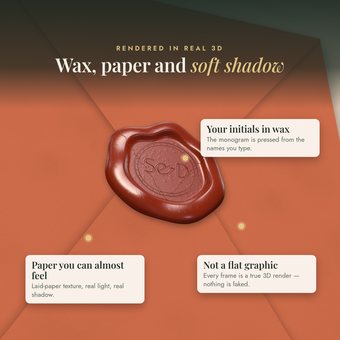 RENDERED IN REAL 3D
Wax, paper and soft shadow
Your initials in wax
The monogram is pressed from the
names you type.
S&D
Paper you can almost
feel
Laid-paper texture, real light, real
shadow.
Not a flat graphic
Every frame is a true 3D render —
nothing is faked.